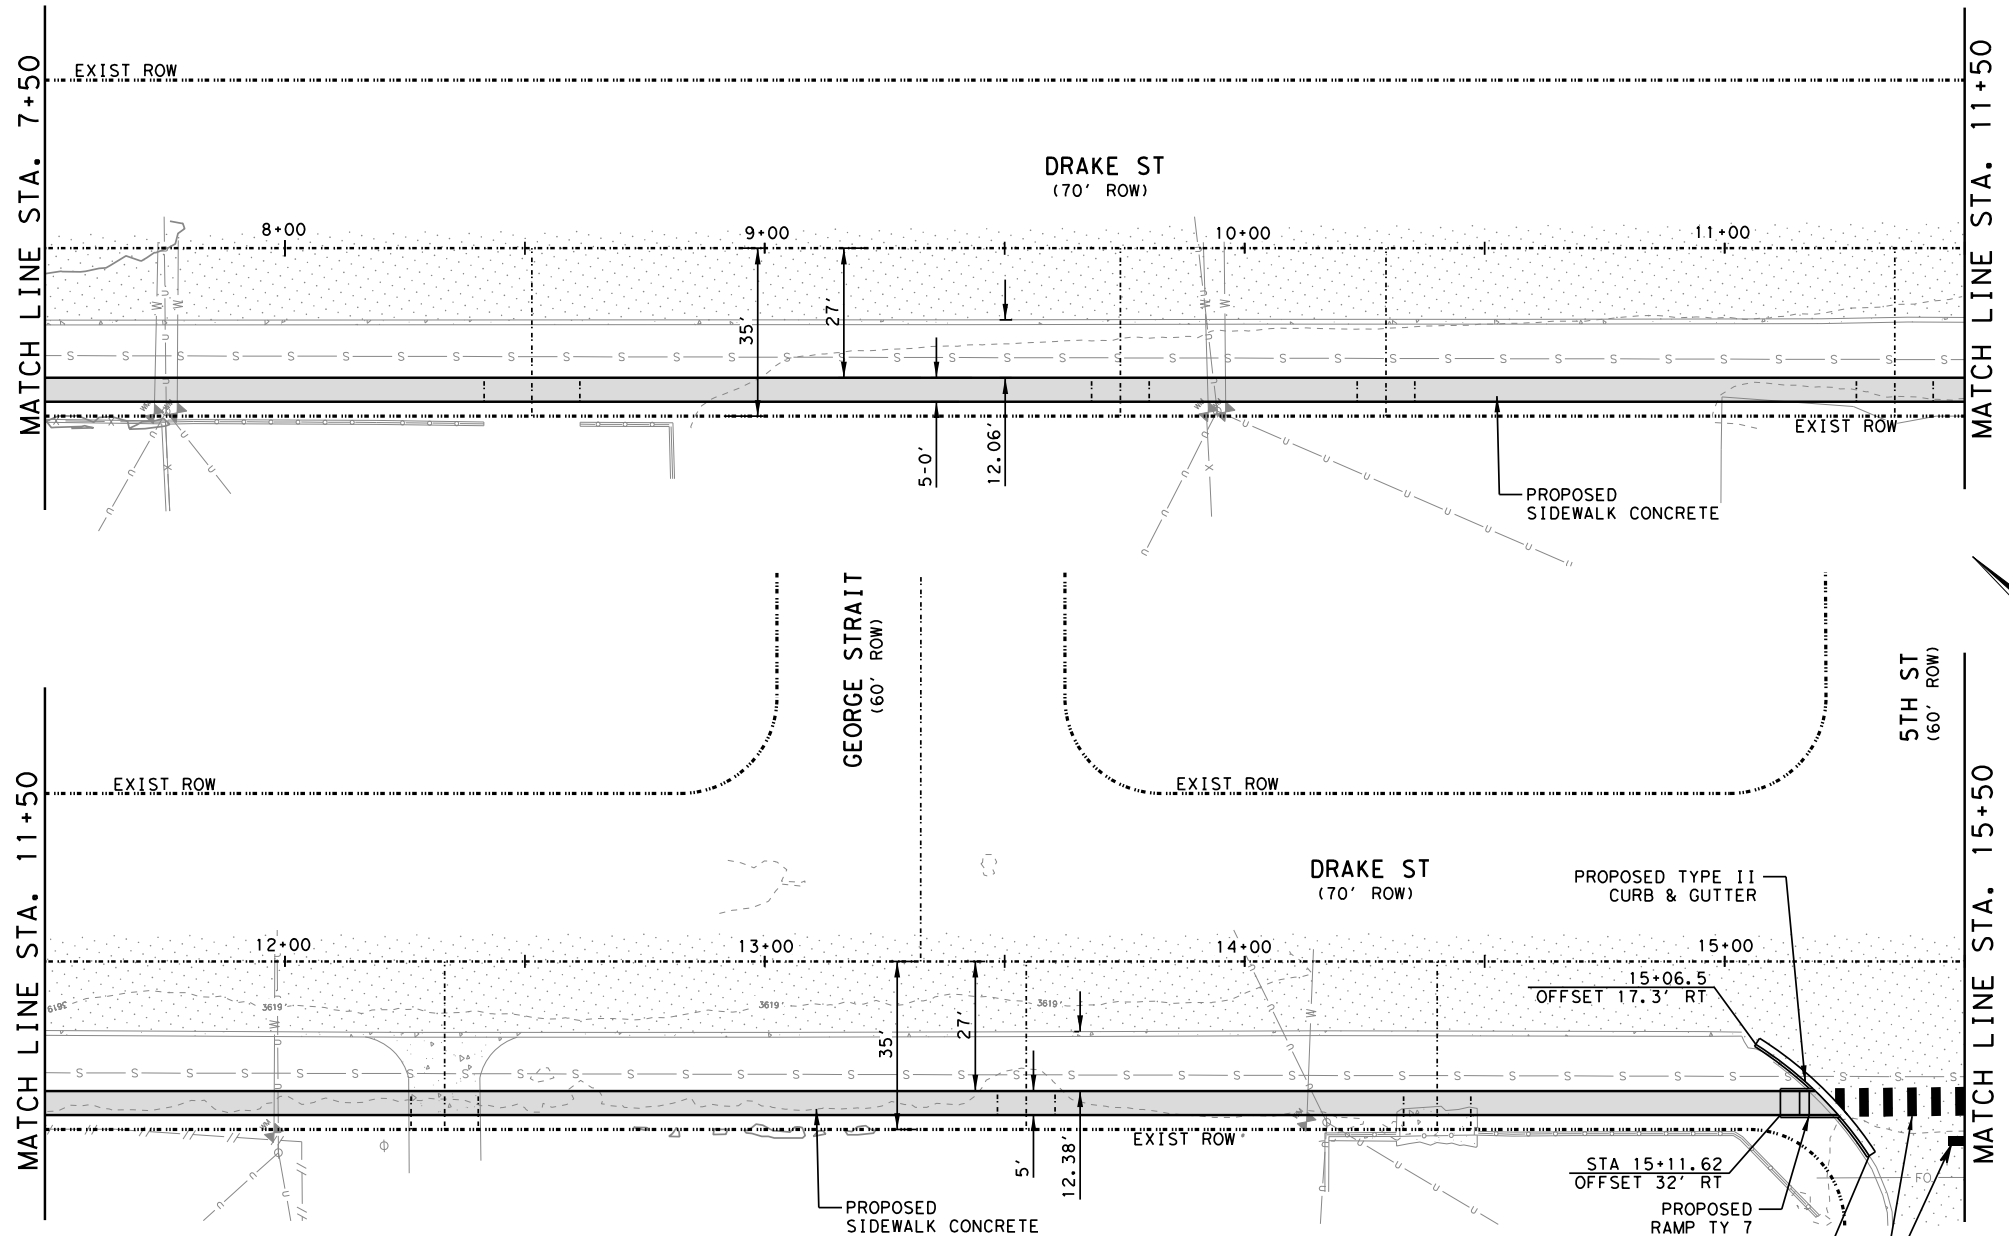 MATCH LINE STA. 7+50
EXIST ROW
DRAKE ST
(70' ROW)
MATCH LINE STA. 11+50
8+00
9+00
10+00
11+00
35'
27'
5-0'
12.06'
EXIST ROW
PROPOSED
SIDEWALK CONCRETE
W
U
W
U
W
W
U
X
X
S S S S S S S S S S S S S S S S S S
GEORGE STRAIT
(60' ROW)
5TH ST
(60' ROW)
MATCH LINE STA. 11+50
EXIST ROW
EXIST ROW
DRAKE ST
(70' ROW)
PROPOSED TYPE II
CURB & GUTTER
MATCH LINE STA. 15+50
12+00
13+00
14+00
15+00
15+06.5
OFFSET 17.3' RT
3619
3619
3619
3619
35'
27'
5'
12.38'
EXIST ROW
STA 15+11.62
OFFSET 32' RT
PROPOSED
RAMP TY 7
PROPOSED
SIDEWALK CONCRETE
FO